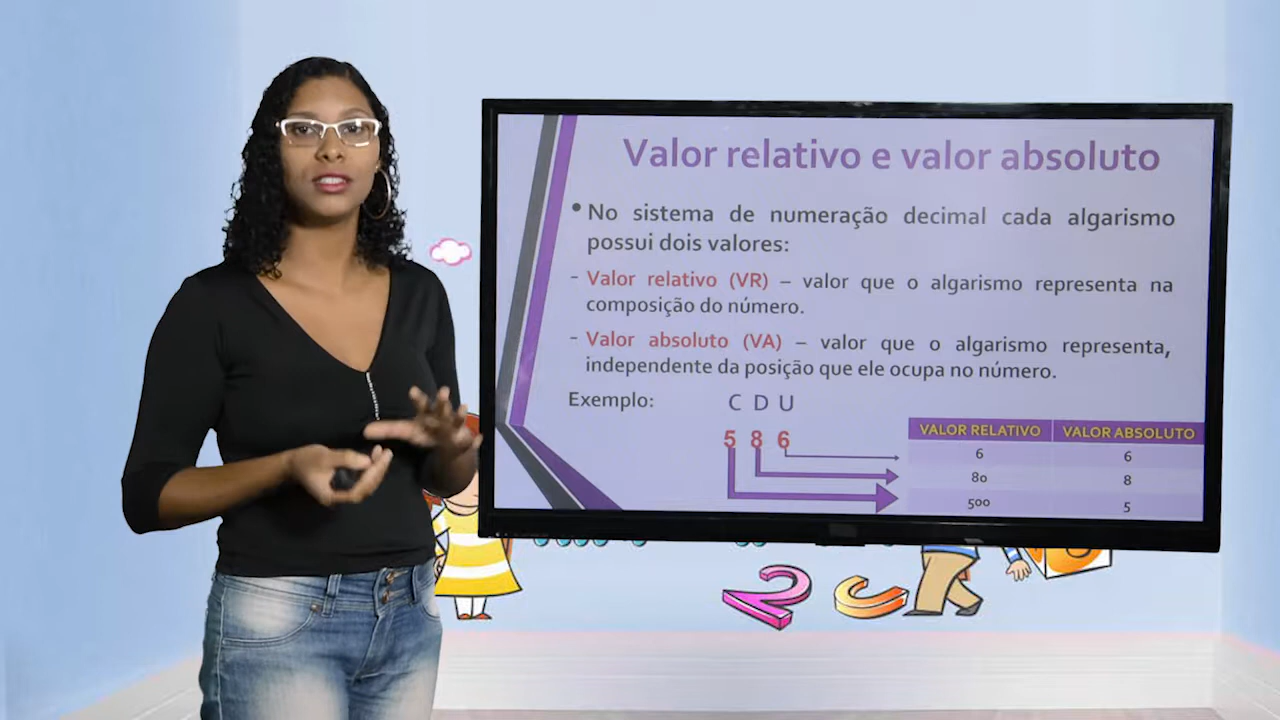 Valor relativo e valor absoluto
• No sistema de numeração decimal cada algarismo
possui dois valores:
- Valor relativo (VR) – valor que o algarismo representa na
composição do número.
- Valor absoluto (VA) – valor que o algarismo representa,
independente da posição que ele ocupa no número.
Exemplo: C D U
5 8 6
VALOR RELATIVO VALOR ABSOLUTO
6 6
80 8
500 5